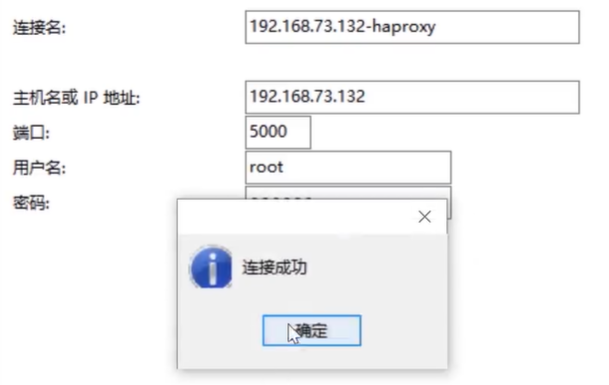 连接名: 192.168.73.132-haproxy
主机名或 IP 地址: 192.168.73.132
端口: 5000
用户名: root
密码:
连接成功
确定